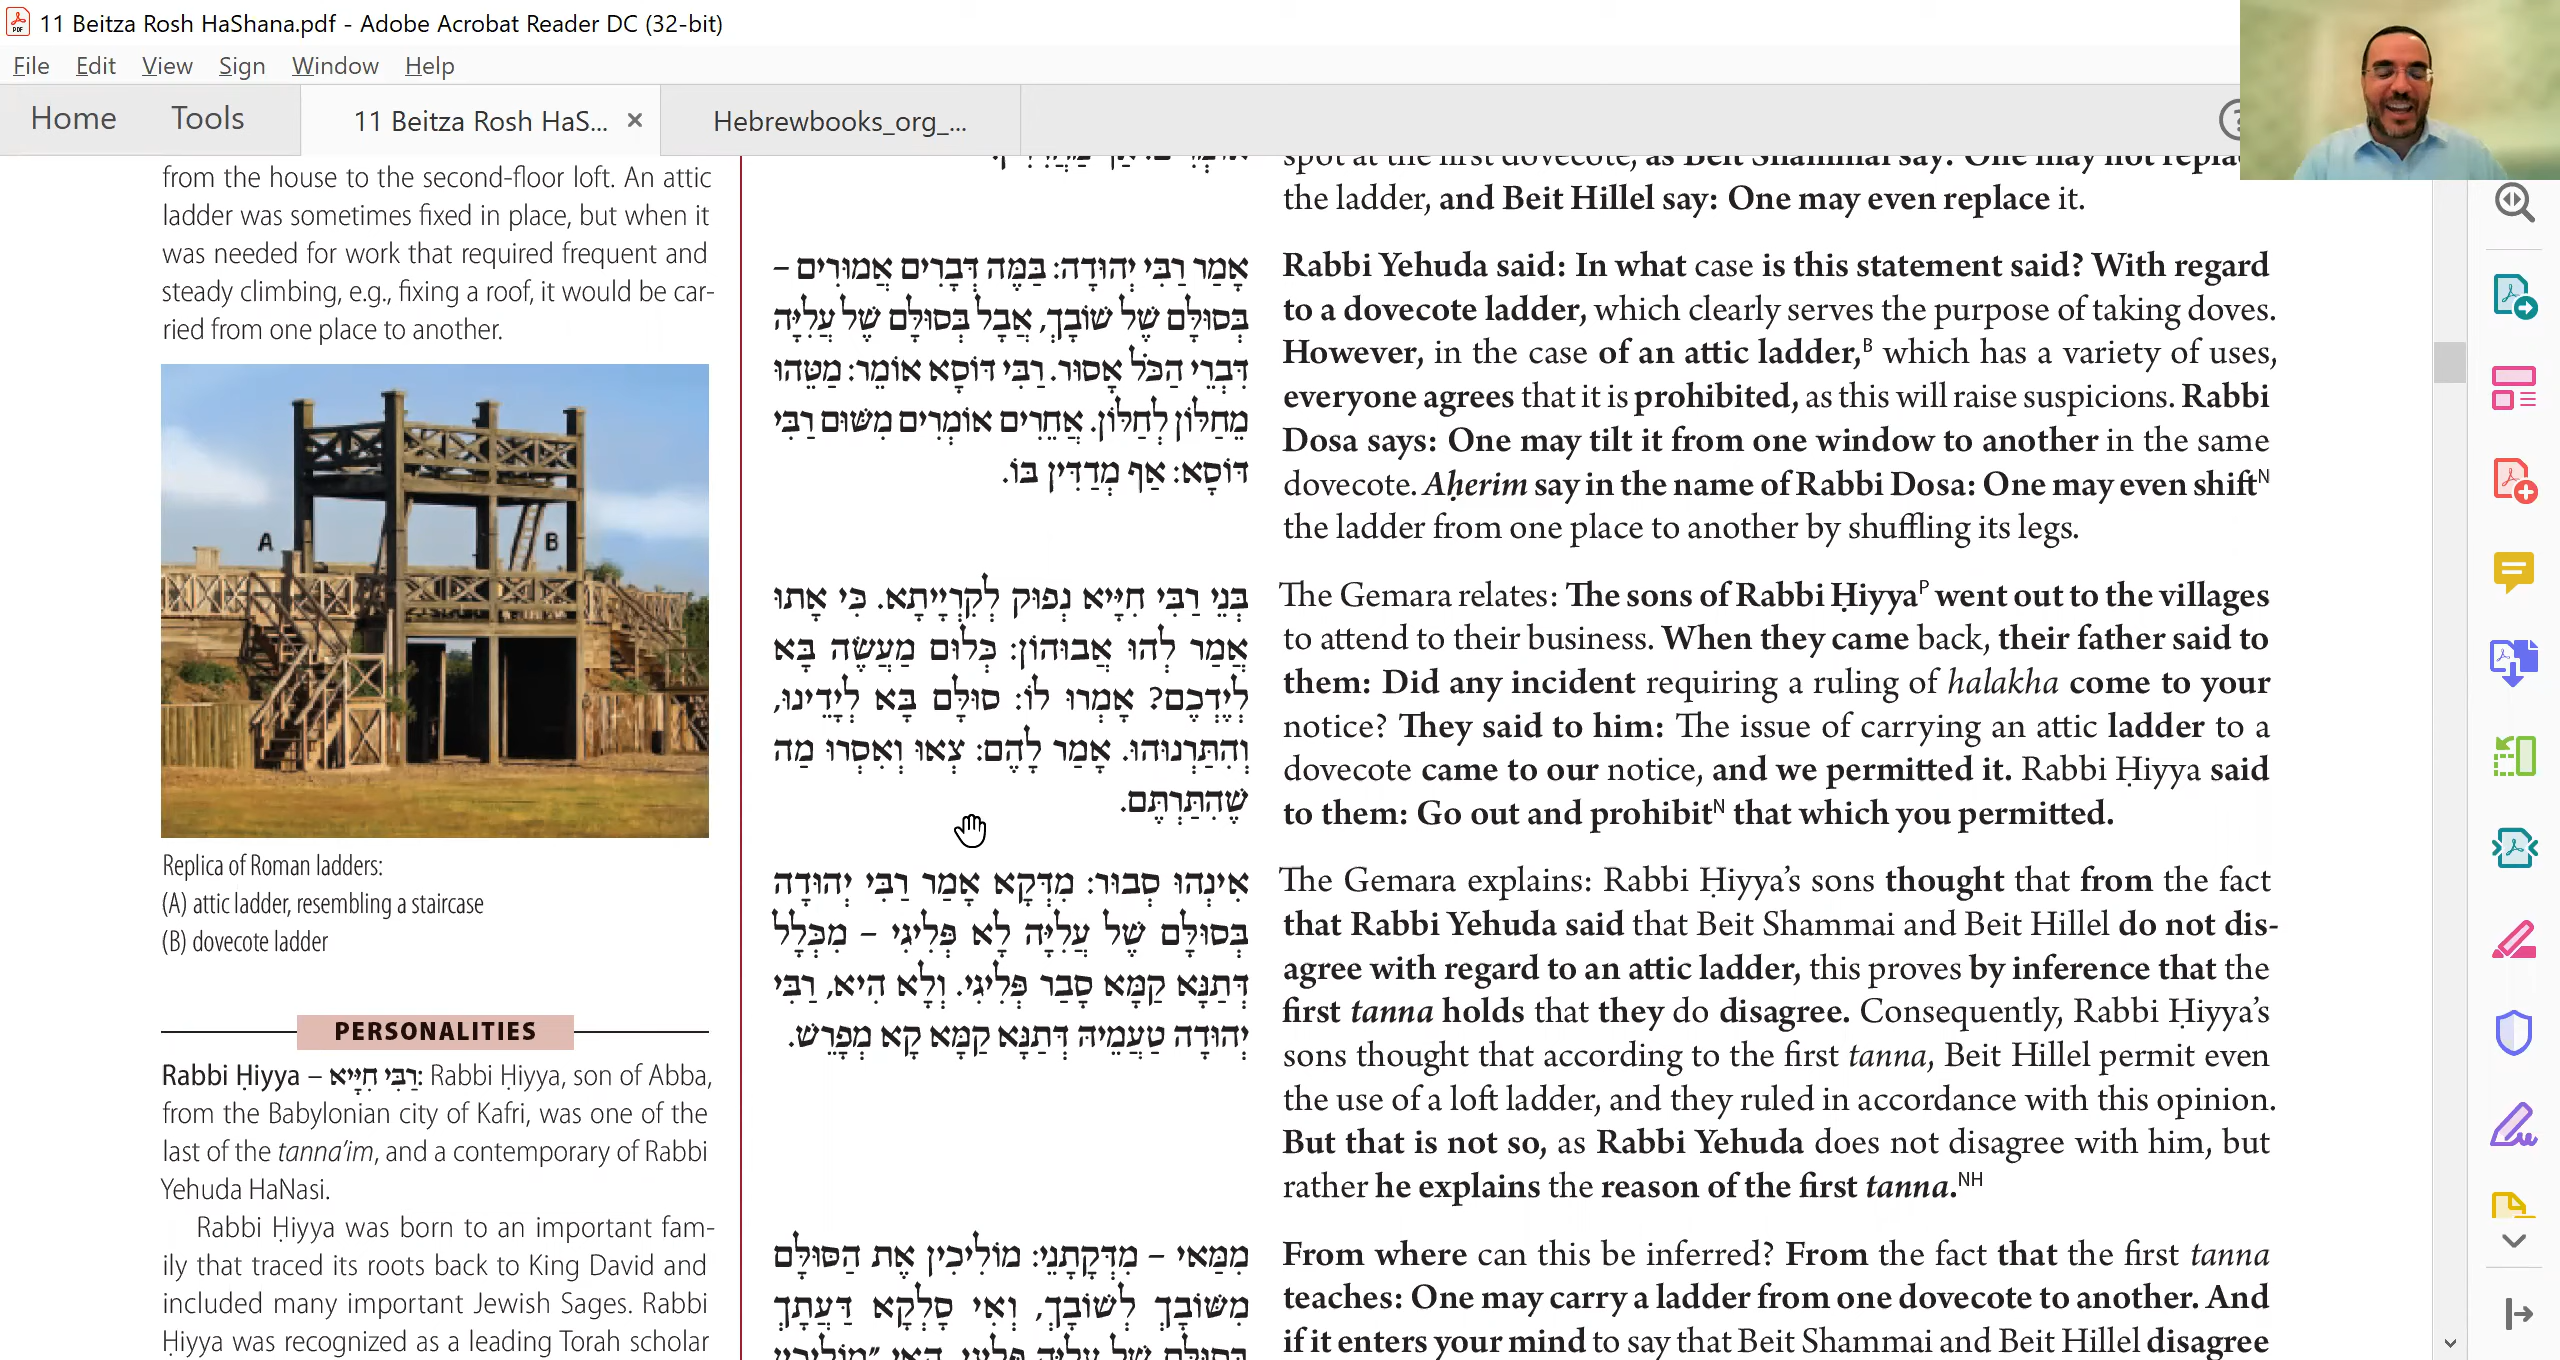 11 Beitza Rosh HaShana.pdf - Adobe Acrobat Reader DC (32-bit)
File Edit View Sign Window Help
Home Tools 11 Beitza Rosh HaS... × Hebrewbooks_org_...
from the house to the second-floor loft. An attic
ladder was sometimes fixed in place, but when it
was needed for work that required frequent and
steady climbing, e.g., fixing a roof, it would be car-
ried from one place to another.
A
B
Replica of Roman ladders:
(A) attic ladder, resembling a staircase
(B) dovecote ladder
PERSONALITIES
Rabbi Ḥiyya – רַבִּי חִיָּיא: Rabbi Ḥiyya, son of Abba,
from the Babylonian city of Kafri, was one of the
last of the tanna'im, and a contemporary of Rabbi
Yehuda HaNasi.
Rabbi Ḥiyya was born to an important fam-
ily that traced its roots back to King David and
included many important Jewish Sages. Rabbi
Ḥiyya was recognized as a leading Torah scholar
אָמַר רַבִּי יְהוּדָה: בַּמֶּה דְּבָרִים אֲמוּרִים –
בְּסוּלָּם שֶׁל שׁוֹבָךְ, אֲבָל בְּסוּלָּם שֶׁל עֲלִיָּה
דִּבְרֵי הַכֹּל אָסוּר. רַבִּי דּוֹסָא אוֹמֵר: מַטֵּהוּ
מֵחַלּוֹן לְחַלּוֹן. אֲחֵרִים אוֹמְרִים מִשּׁוּם רַבִּי
דּוֹסָא: אַף מְדַדִּין בּוֹ.
בְּנֵי רַבִּי חִיָּיא נְפוּק לְקִרְיָיתָא. כִּי אָתוּ
אֲמַר לְהוּ אֲבוּהוֹן: כְּלוּם מַעֲשֶׂה בָּא
לְיֶדְכֶם? אָמְרוּ לוֹ: סוּלָּם בָּא לְיָדֵינוּ,
וְהִתַּרְנוּהוּ. אָמַר לָהֶם: צְאוּ וְאִסְרוּ מַה
שֶּׁהִתַּרְתֶּם.
אִינְהוּ סְבוּר: מִדְּקָא אָמַר רַבִּי יְהוּדָה
בְּסוּלָּם שֶׁל עֲלִיָּה לָא פְּלִיגִי – מִכְּלָל
דְּתַנָּא קַמָּא סָבַר פְּלִיגִי. וְלָא הִיא, רַבִּי
יְהוּדָה טַעֲמֵיהּ דְּתַנָּא קַמָּא קָא מְפָרֵשׁ.
מִמַּאי – מִדְּקָתָנֵי: מוֹלִיכִין אֶת הַסּוּלָּם
מִשּׁוֹבָךְ לְשׁוֹבָךְ, וְאִי סָלְקָא דַּעְתָּךְ
בְּסוּלָּם שֶׁל עֲלִיָּה פְּלִיגִי, הַאי "מוֹלִיכִין
spot at the first dovecote, as Beit Shammai say: One may not replace
the ladder, and Beit Hillel say: One may even replace it.
Rabbi Yehuda said: In what case is this statement said? With regard
to a dovecote ladder, which clearly serves the purpose of taking doves.
However, in the case of an attic ladder,B which has a variety of uses,
everyone agrees that it is prohibited, as this will raise suspicions. Rabbi
Dosa says: One may tilt it from one window to another in the same
dovecote. Aḥerim say in the name of Rabbi Dosa: One may even shiftN
the ladder from one place to another by shuffling its legs.
The Gemara relates: The sons of Rabbi ḤiyyaP went out to the villages
to attend to their business. When they came back, their father said to
them: Did any incident requiring a ruling of halakha come to your
notice? They said to him: The issue of carrying an attic ladder to a
dovecote came to our notice, and we permitted it. Rabbi Ḥiyya said
to them: Go out and prohibitN that which you permitted.
The Gemara explains: Rabbi Ḥiyya's sons thought that from the fact
that Rabbi Yehuda said that Beit Shammai and Beit Hillel do not dis-
agree with regard to an attic ladder, this proves by inference that the
first tanna holds that they do disagree. Consequently, Rabbi Ḥiyya's
sons thought that according to the first tanna, Beit Hillel permit even
the use of a loft ladder, and they ruled in accordance with this opinion.
But that is not so, as Rabbi Yehuda does not disagree with him, but
rather he explains the reason of the first tanna.NH
From where can this be inferred? From the fact that the first tanna
teaches: One may carry a ladder from one dovecote to another. And
if it enters your mind to say that Beit Shammai and Beit Hillel disagree